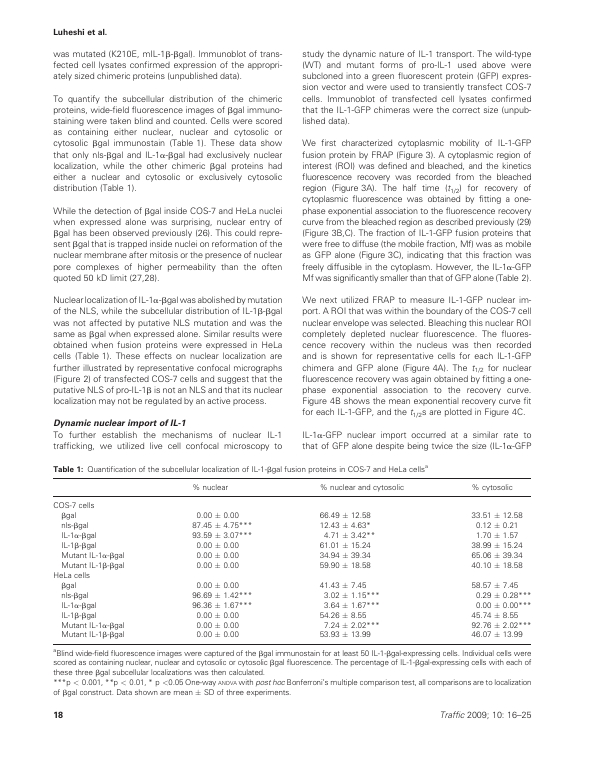 Luheshi et al.
was mutated (K210E, mIL-1β-βgal). Immunoblot of trans-
fected cell lysates confirmed expression of the appropri-
ately sized chimeric proteins (unpublished data).
To quantify the subcellular distribution of the chimeric
proteins, wide-field fluorescence images of βgal immuno-
staining were taken blind and counted. Cells were scored
as containing either nuclear, nuclear and cytosolic or
cytosolic βgal immunostain (Table 1). These data show
that only nls-βgal and IL-1α-βgal had exclusively nuclear
localization, while the other chimeric βgal proteins had
either a nuclear and cytosolic or exclusively cytosolic
distribution (Table 1).
While the detection of βgal inside COS-7 and HeLa nuclei
when expressed alone was surprising, nuclear entry of
βgal has been observed previously (26). This could repre-
sent βgal that is trapped inside nuclei on reformation of the
nuclear membrane after mitosis or the presence of nuclear
pore complexes of higher permeability than the often
quoted 50 kD limit (27,28).
Nuclear localization of IL-1α-βgal was abolished by mutation
of the NLS, while the subcellular distribution of IL-1β-βgal
was not affected by putative NLS mutation and was the
same as βgal when expressed alone. Similar results were
obtained when fusion proteins were expressed in HeLa
cells (Table 1). These effects on nuclear localization are
further illustrated by representative confocal micrographs
(Figure 2) of transfected COS-7 cells and suggest that the
putative NLS of pro-IL-1β is not an NLS and that its nuclear
localization may not be regulated by an active process.
Dynamic nuclear import of IL-1
To further establish the mechanisms of nuclear IL-1
trafficking, we utilized live cell confocal microscopy to
study the dynamic nature of IL-1 transport. The wild-type
(WT) and mutant forms of pro-IL-1 used above were
subcloned into a green fluorescent protein (GFP) expres-
sion vector and were used to transiently transfect COS-7
cells. Immunoblot of transfected cell lysates confirmed
that the IL-1-GFP chimeras were the correct size (unpub-
lished data).
We first characterized cytoplasmic mobility of IL-1-GFP
fusion protein by FRAP (Figure 3). A cytoplasmic region of
interest (ROI) was defined and bleached, and the kinetics
fluorescence recovery was recorded from the bleached
region (Figure 3A). The half time (t1/2) for recovery of
cytoplasmic fluorescence was obtained by fitting a one-
phase exponential association to the fluorescence recovery
curve from the bleached region as described previously (29)
(Figure 3B,C). The fraction of IL-1-GFP fusion proteins that
were free to diffuse (the mobile fraction, Mf) was as mobile
as GFP alone (Figure 3C), indicating that this fraction was
freely diffusible in the cytoplasm. However, the IL-1α-GFP
Mf was significantly smaller than that of GFP alone (Table 2).
We next utilized FRAP to measure IL-1-GFP nuclear im-
port. A ROI that was within the boundary of the COS-7 cell
nuclear envelope was selected. Bleaching this nuclear ROI
completely depleted nuclear fluorescence. The fluores-
cence recovery within the nucleus was then recorded
and is shown for representative cells for each IL-1-GFP
chimera and GFP alone (Figure 4A). The t1/2 for nuclear
fluorescence recovery was again obtained by fitting a one-
phase exponential association to the recovery curve.
Figure 4B shows the mean exponential recovery curve fit
for each IL-1-GFP, and the t1/2s are plotted in Figure 4C.
IL-1α-GFP nuclear import occurred at a similar rate to
that of GFP alone despite being twice the size (IL-1α-GFP
Table 1: Quantification of the subcellular localization of IL-1-βgal fusion proteins in COS-7 and HeLa cellsa
% nuclear % nuclear and cytosolic % cytosolic
COS-7 cells
βgal 0.00 ± 0.00 66.49 ± 12.58 33.51 ± 12.58
nls-βgal 87.45 ± 4.75*** 12.43 ± 4.63* 0.12 ± 0.21
IL-1α-βgal 93.59 ± 3.07*** 4.71 ± 3.42** 1.70 ± 1.57
IL-1β-βgal 0.00 ± 0.00 61.01 ± 15.24 38.99 ± 15.24
Mutant IL-1α-βgal 0.00 ± 0.00 34.94 ± 39.34 65.06 ± 39.34
Mutant IL-1β-βgal 0.00 ± 0.00 59.90 ± 18.58 40.10 ± 18.58
HeLa cells
βgal 0.00 ± 0.00 41.43 ± 7.45 58.57 ± 7.45
nls-βgal 96.69 ± 1.42*** 3.02 ± 1.15*** 0.29 ± 0.28***
IL-1α-βgal 96.36 ± 1.67*** 3.64 ± 1.67*** 0.00 ± 0.00***
IL-1β-βgal 0.00 ± 0.00 54.26 ± 8.55 45.74 ± 8.55
Mutant IL-1α-βgal 0.00 ± 0.00 7.24 ± 2.02*** 92.76 ± 2.02***
Mutant IL-1β-βgal 0.00 ± 0.00 53.93 ± 13.99 46.07 ± 13.99
aBlind wide-field fluorescence images were captured of the βgal immunostain for at least 50 IL-1-βgal-expressing cells. Individual cells were
scored as containing nuclear, nuclear and cytosolic or cytosolic βgal fluorescence. The percentage of IL-1-βgal-expressing cells with each of
these three βgal subcellular localizations was then calculated.
***p < 0.001, **p < 0.01, * p <0.05 One-way ANOVA with post hoc Bonferroni's multiple comparison test, all comparisons are to localization
of βgal construct. Data shown are mean ± SD of three experiments.
18
Traffic 2009; 10: 16–25